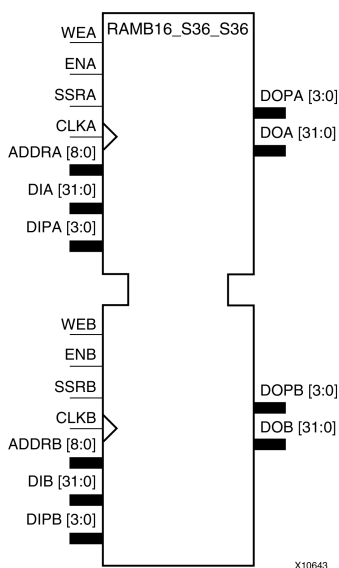 RAMB16_S36_S36
WEA
ENA
SSRA
CLKA
ADDRA [8:0]
DIA [31:0]
DIPA [3:0]
DOPA [3:0]
DOA [31:0]
WEB
ENB
SSRB
CLKB
ADDRB [8:0]
DIB [31:0]
DIPB [3:0]
DOPB [3:0]
DOB [31:0]
X10643